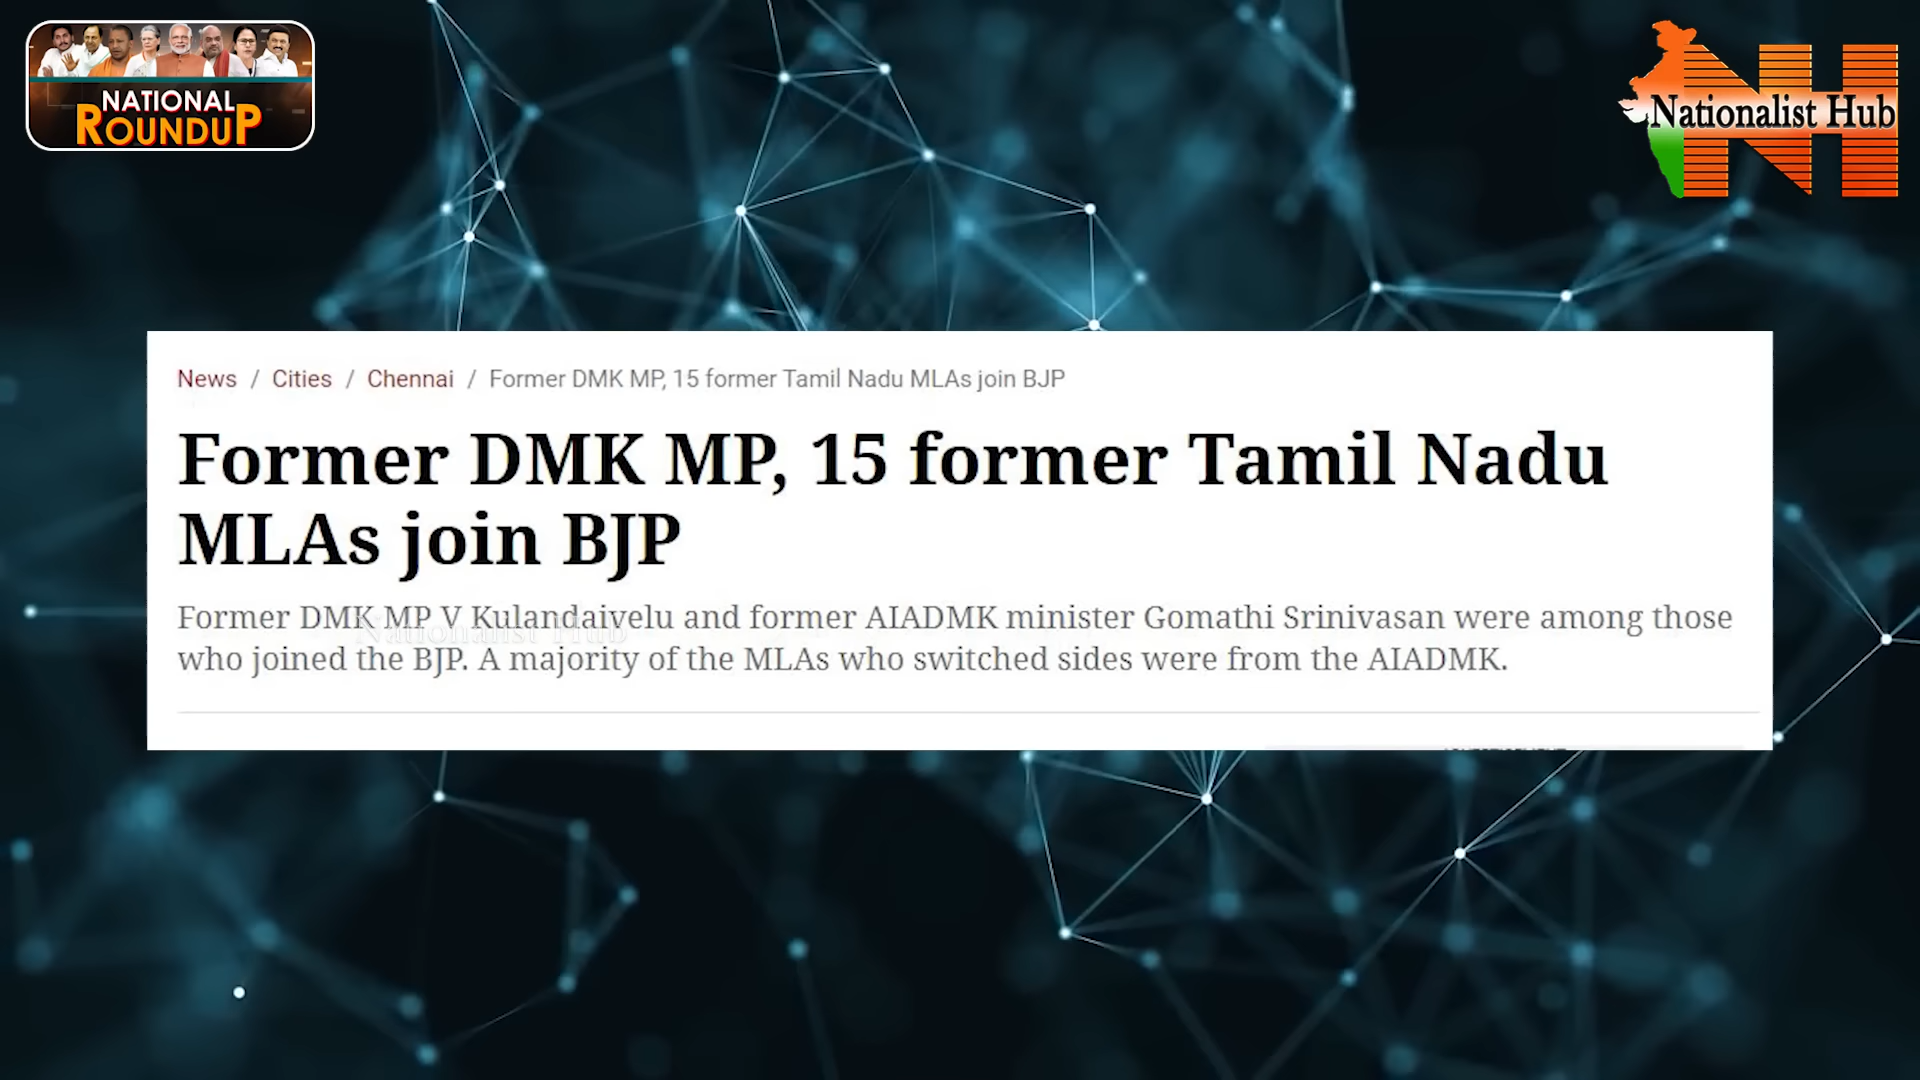 NATIONAL
ROUNDUP
Nationalist Hub
News / Cities / Chennai / Former DMK MP, 15 former Tamil Nadu MLAs join BJP
Former DMK MP, 15 former Tamil Nadu
MLAs join BJP
Former DMK MP V Kulandaivelu and former AIADMK minister Gomathi Srinivasan were among those
Nationalist Hub
who joined the BJP. A majority of the MLAs who switched sides were from the AIADMK.